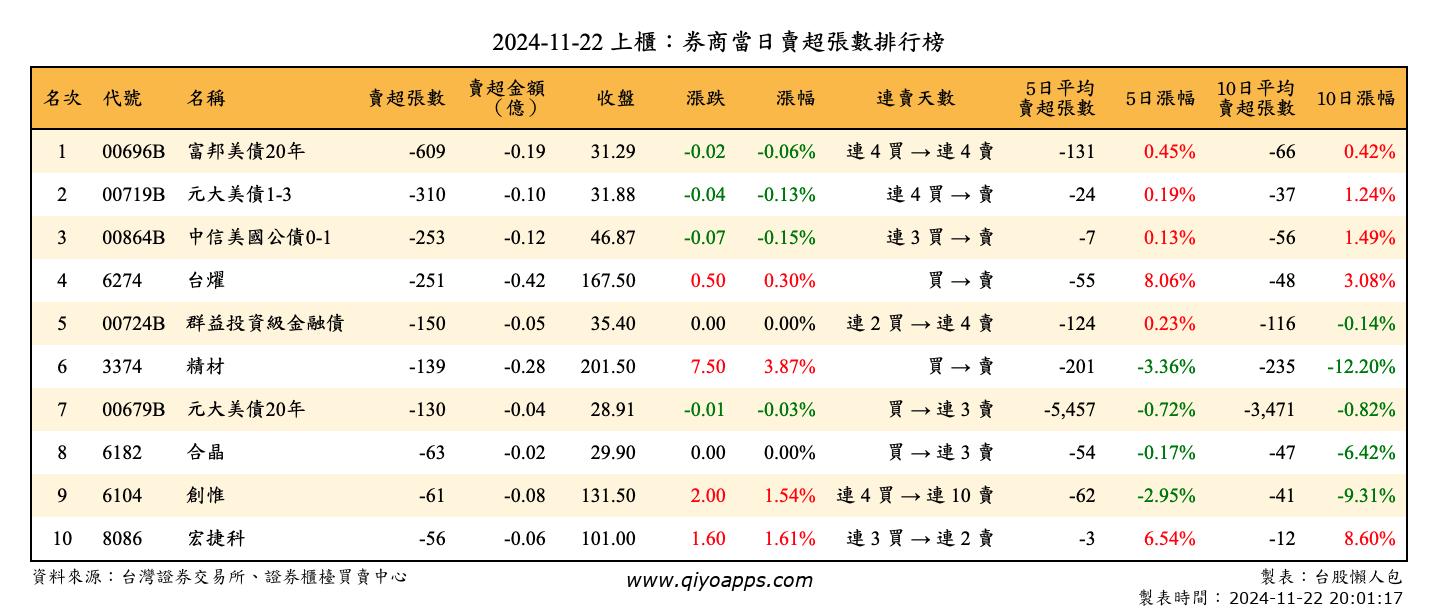 2024-11-22 上櫃：券商當日賣超張數排行榜
名次 代號 名稱 賣超張數 賣超金額（億） 收盤 漲跌 漲幅 連賣天數 5日平均賣超張數 5日漲幅 10日平均賣超張數 10日漲幅
1 00696B 富邦美債20年 -609 -0.19 31.29 -0.02 -0.06% 連 4 買 → 連 4 賣 -131 0.45% -66 0.42%
2 00719B 元大美債1-3 -310 -0.10 31.88 -0.04 -0.13% 連 4 買 → 賣 -24 0.19% -37 1.24%
3 00864B 中信美國公債0-1 -253 -0.12 46.87 -0.07 -0.15% 連 3 買 → 賣 -7 0.13% -56 1.49%
4 6274 台燿 -251 -0.42 167.50 0.50 0.30% 買 → 賣 -55 8.06% -48 3.08%
5 00724B 群益投資級金融債 -150 -0.05 35.40 0.00 0.00% 連 2 買 → 連 4 賣 -124 0.23% -116 -0.14%
6 3374 精材 -139 -0.28 201.50 7.50 3.87% 買 → 賣 -201 -3.36% -235 -12.20%
7 00679B 元大美債20年 -130 -0.04 28.91 -0.01 -0.03% 買 → 連 3 賣 -5,457 -0.72% -3,471 -0.82%
8 6182 合晶 -63 -0.02 29.90 0.00 0.00% 買 → 連 3 賣 -54 -0.17% -47 -6.42%
9 6104 創惟 -61 -0.08 131.50 2.00 1.54% 連 4 買 → 連 10 賣 -62 -2.95% -41 -9.31%
10 8086 宏捷科 -56 -0.06 101.00 1.60 1.61% 連 3 買 → 連 2 賣 -3 6.54% -12 8.60%
資料來源：台灣證券交易所、證券櫃檯買賣中心 www.qiyoapps.com 製表：台股懶人包
製表時間：2024-11-22 20:01:17